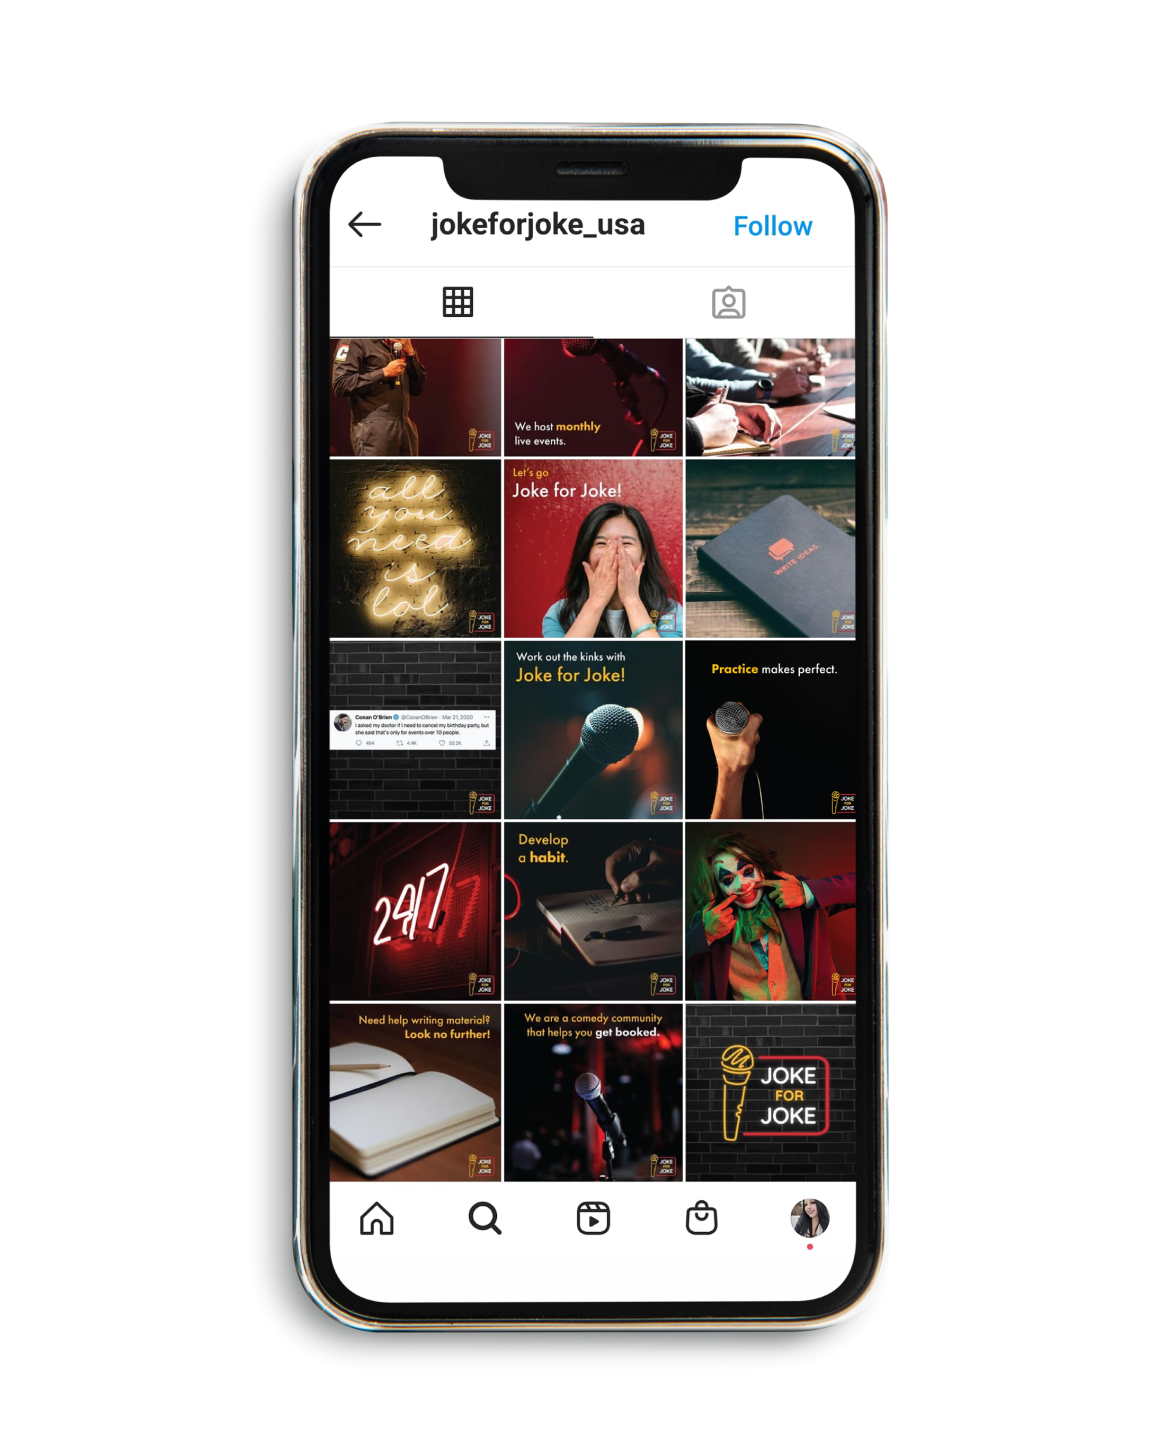 jokeforjoke_usa
Follow
C
JOKE
FOR
JOKE
We host monthly
live events.
JOKE
FOR
JOKE
JOKE
FOR
JOKE
all
you
need
is
lol
JOKE
FOR
JOKE
Let's go
Joke for Joke!
JOKE
FOR
JOKE
WRITE IDEAS.
JOKE
FOR
JOKE
Conan O'Brien @ConanOBrien · Mar 21, 2020
I asked my doctor if I need to cancel my birthday party, but
she said that's only for events over 10 people.
464 4.4K 55.2K
JOKE
FOR
JOKE
Work out the kinks with
Joke for Joke!
JOKE
FOR
JOKE
Practice makes perfect.
JOKE
FOR
JOKE
24/7
JOKE
FOR
JOKE
Develop
a habit.
JOKE
FOR
JOKE
JOKE
FOR
JOKE
Need help writing material?
Look no further!
JOKE
FOR
JOKE
We are a comedy community
that helps you get booked.
JOKE
FOR
JOKE
JOKE
FOR
JOKE